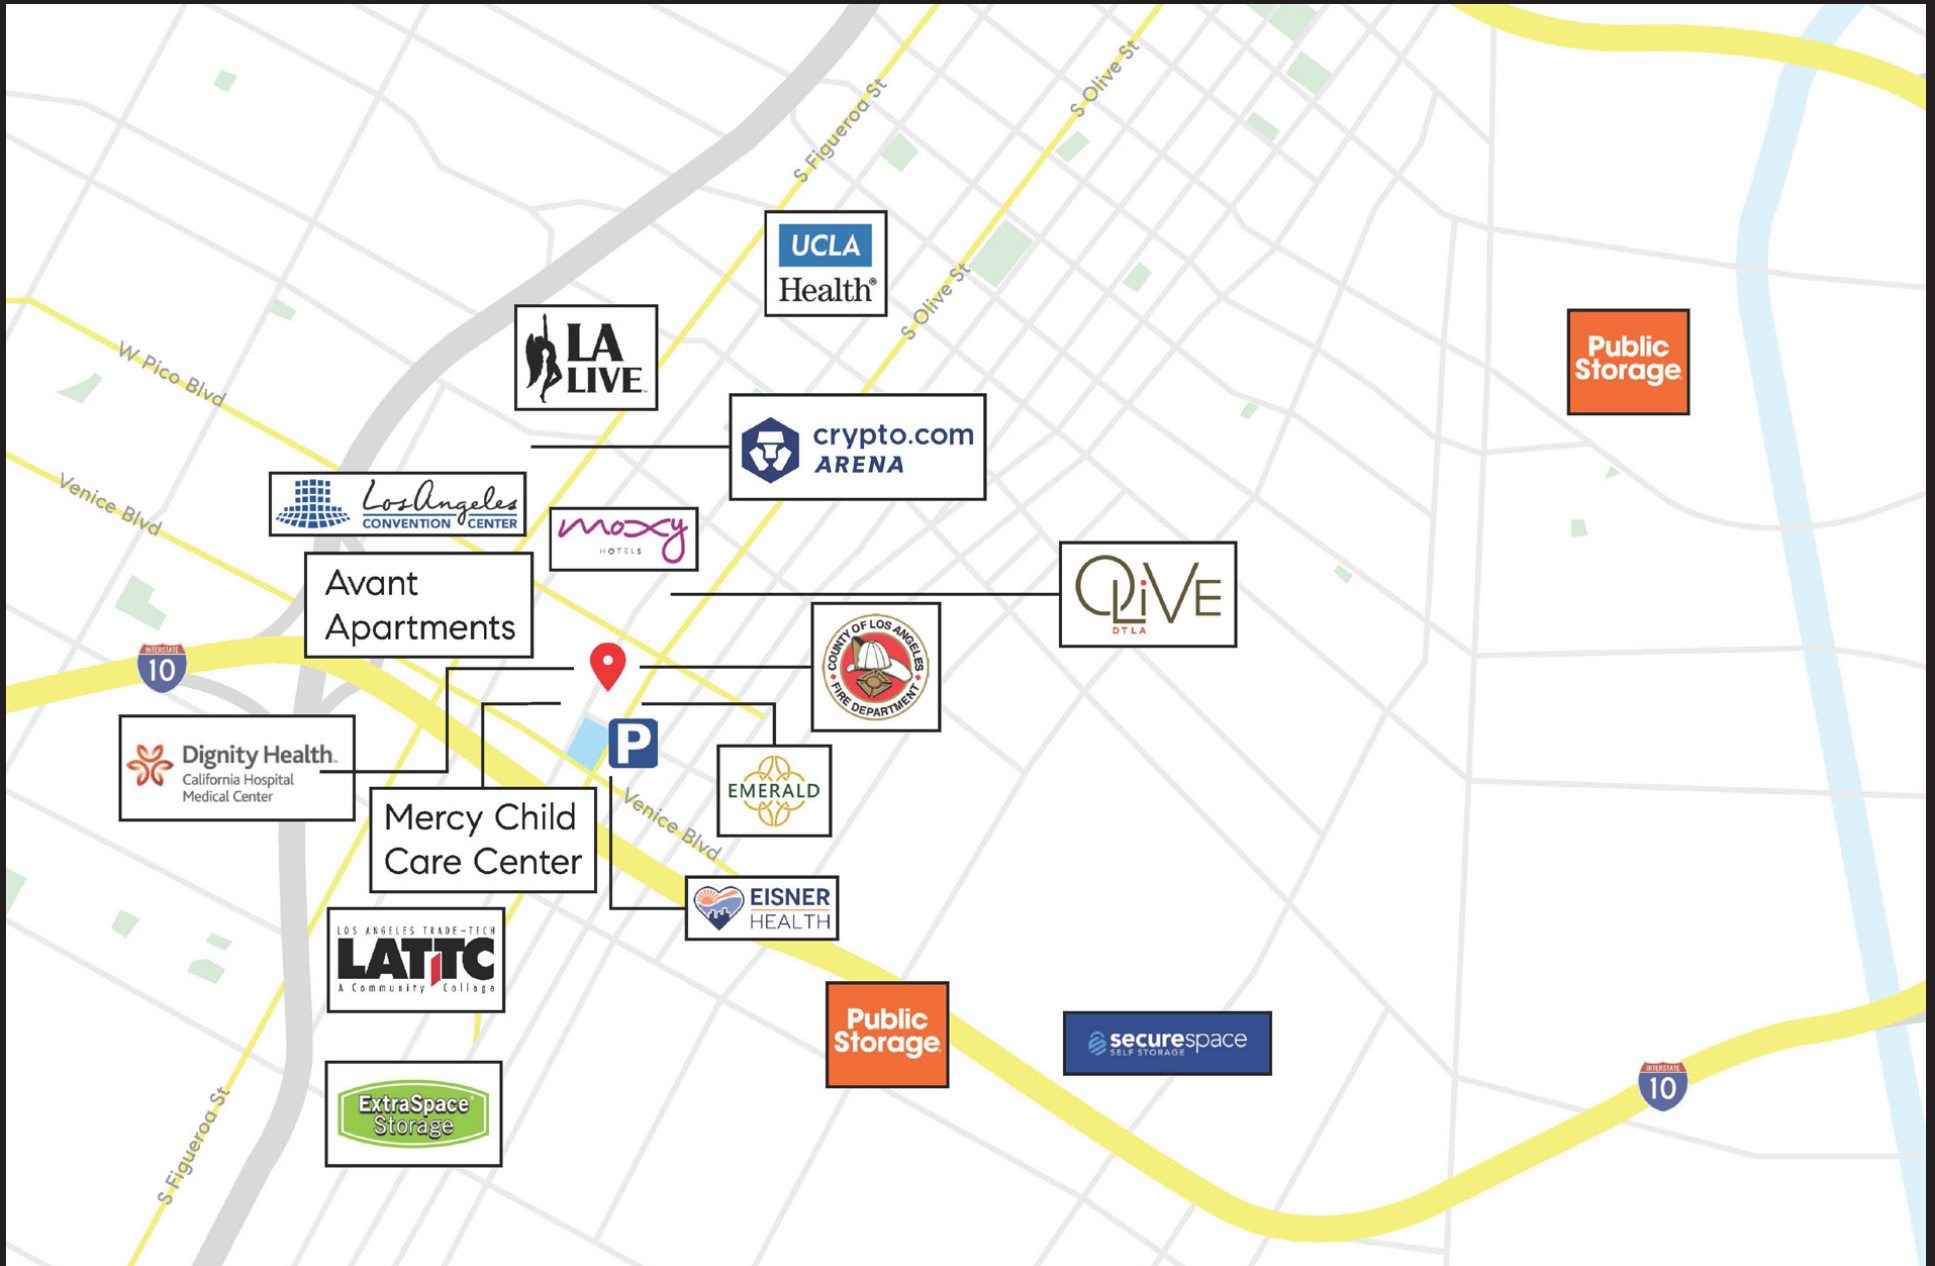 S Figueroa St
S Olive St
UCLA
Health®
S Olive St
LA
LIVE
Public
Storage
W Pico Blvd
crypto.com
ARENA
Venice Blvd
Los Angeles
CONVENTION CENTER
moxy
HOTELS
OLiVE
DTLA
Avant
Apartments
COUNTY OF LOS ANGELES
FIRE DEPARTMENT
INTERSTATE
10
Dignity Health
California Hospital
Medical Center
P
EMERALD
Mercy Child
Care Center
Venice Blvd
EISNER
HEALTH
LOS ANGELES TRADE-TECH
LATTC
A Community College
Public
Storage
securespace
SELF STORAGE
INTERSTATE
10
ExtraSpace
Storage
S Figueroa St